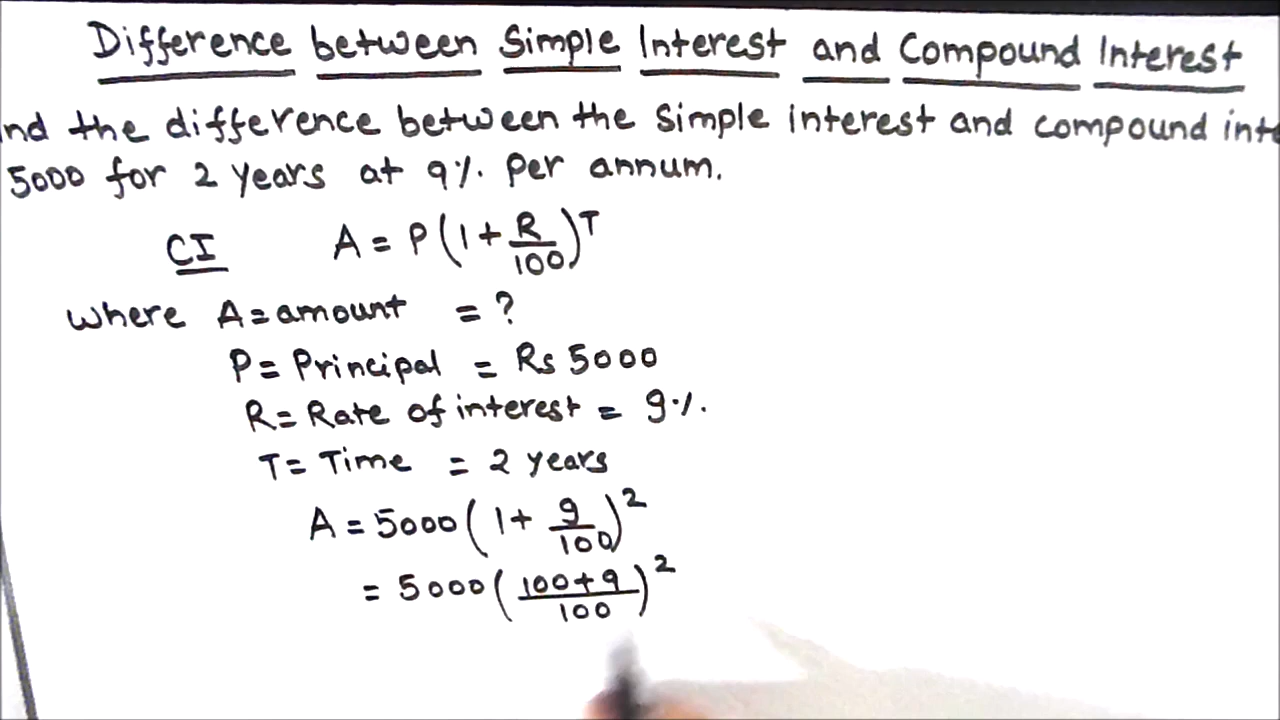 Difference between Simple Interest and Compound Interest
nd the difference between the simple interest and compound inte
5000 for 2 years at 9%. per annum.
CI A = P(1 + R/100)^T
where A = amount = ?
P = Principal = Rs 5000
R = Rate of interest = 9%.
T = Time = 2 years
A = 5000(1 + 9/100)^2
= 5000(100+9/100)^2